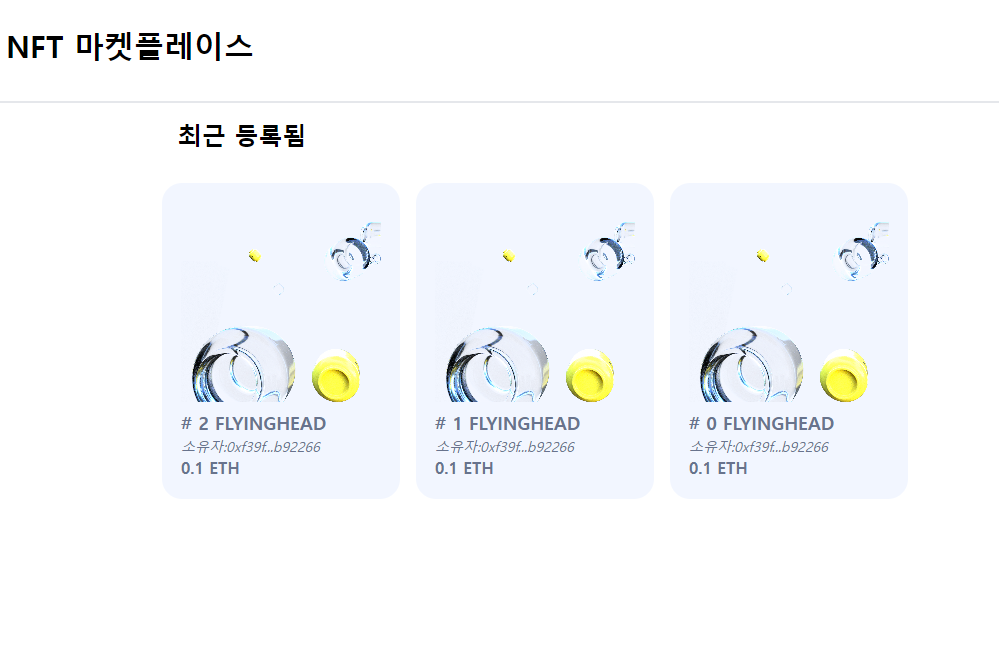 NFT 마켓플레이스
최근 등록됨
# 2 FLYINGHEAD
소유자:0xf39f...b92266
0.1 ETH
# 1 FLYINGHEAD
소유자:0xf39f...b92266
0.1 ETH
# 0 FLYINGHEAD
소유자:0xf39f...b92266
0.1 ETH